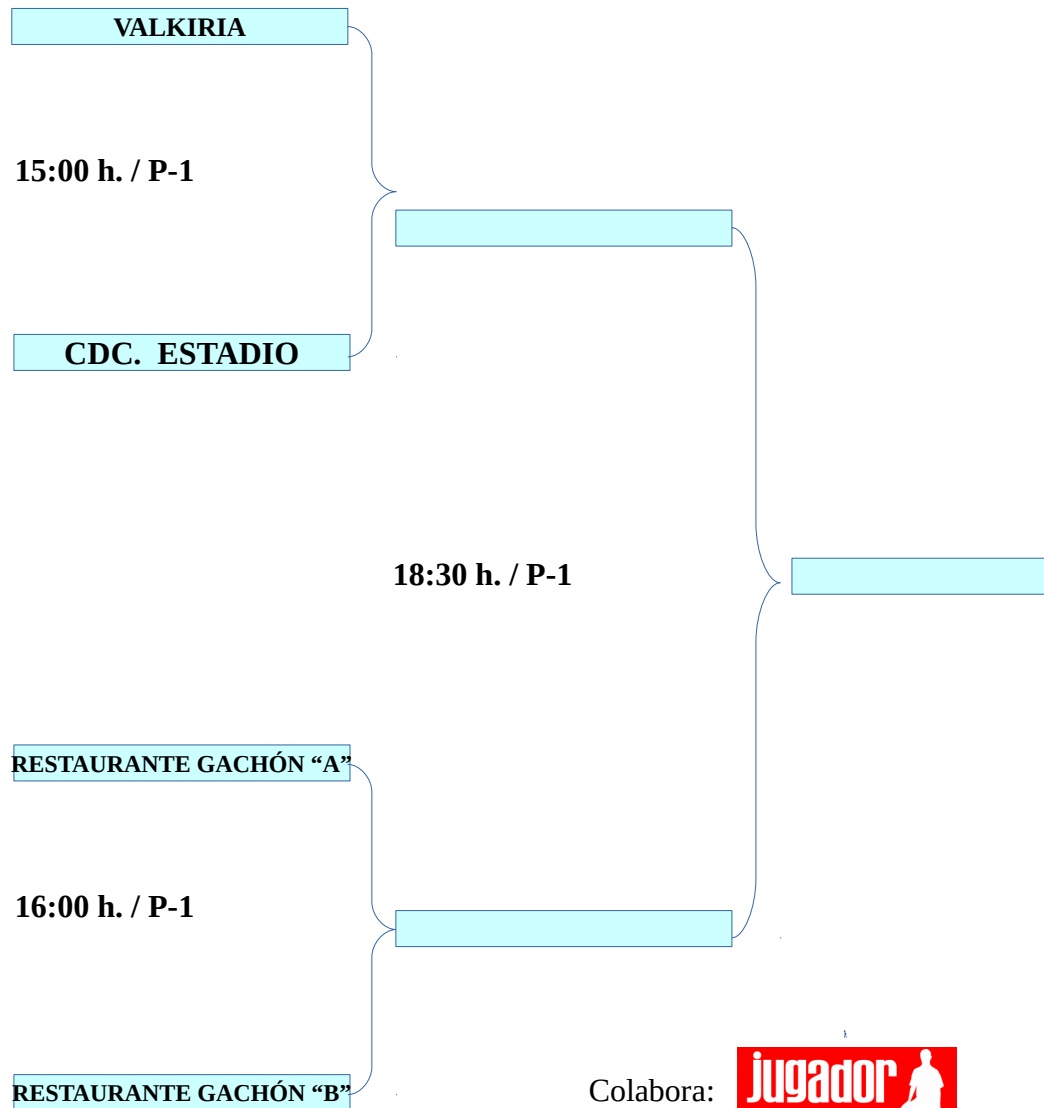 VALKIRIA
15:00 h. / P-1
CDC. ESTADIO
18:30 h. / P-1
RESTAURANTE GACHÓN “A”
16:00 h. / P-1
RESTAURANTE GACHÓN “B”
Colabora:
jugador